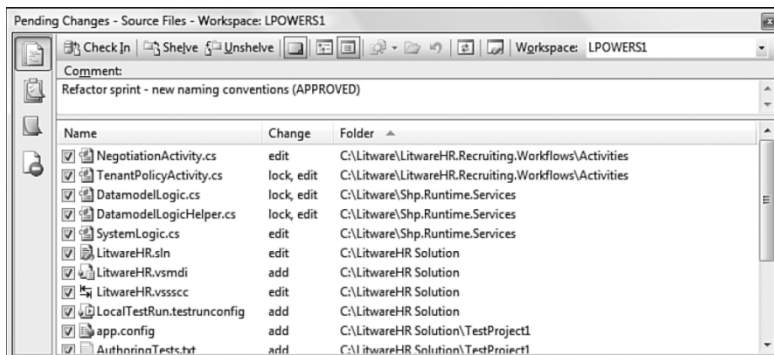 Pending Changes - Source Files - Workspace: LPOWERS1
Check In Shelve Unshelve Workspace: LPOWERS1
Comment:
Refactor sprint - new naming conventions (APPROVED)
Name Change Folder
NegotiationActivity.cs edit C:\Litware\LitwareHR.Recruiting.Workflows\Activities
TenantPolicyActivity.cs lock, edit C:\Litware\LitwareHR.Recruiting.Workflows\Activities
DatamodelLogic.cs lock, edit C:\Litware\Shp.Runtime.Services
DatamodelLogicHelper.cs lock, edit C:\Litware\Shp.Runtime.Services
SystemLogic.cs edit C:\Litware\Shp.Runtime.Services
LitwareHR.sln edit C:\LitwareHR Solution
LitwareHR.vsmdi add C:\LitwareHR Solution
LitwareHR.vssscc edit C:\LitwareHR Solution
LocalTestRun.testrunconfig add C:\LitwareHR Solution
app.config add C:\LitwareHR Solution\TestProject1
AuthoringTests.txt add C:\LitwareHR Solution\TestProject1